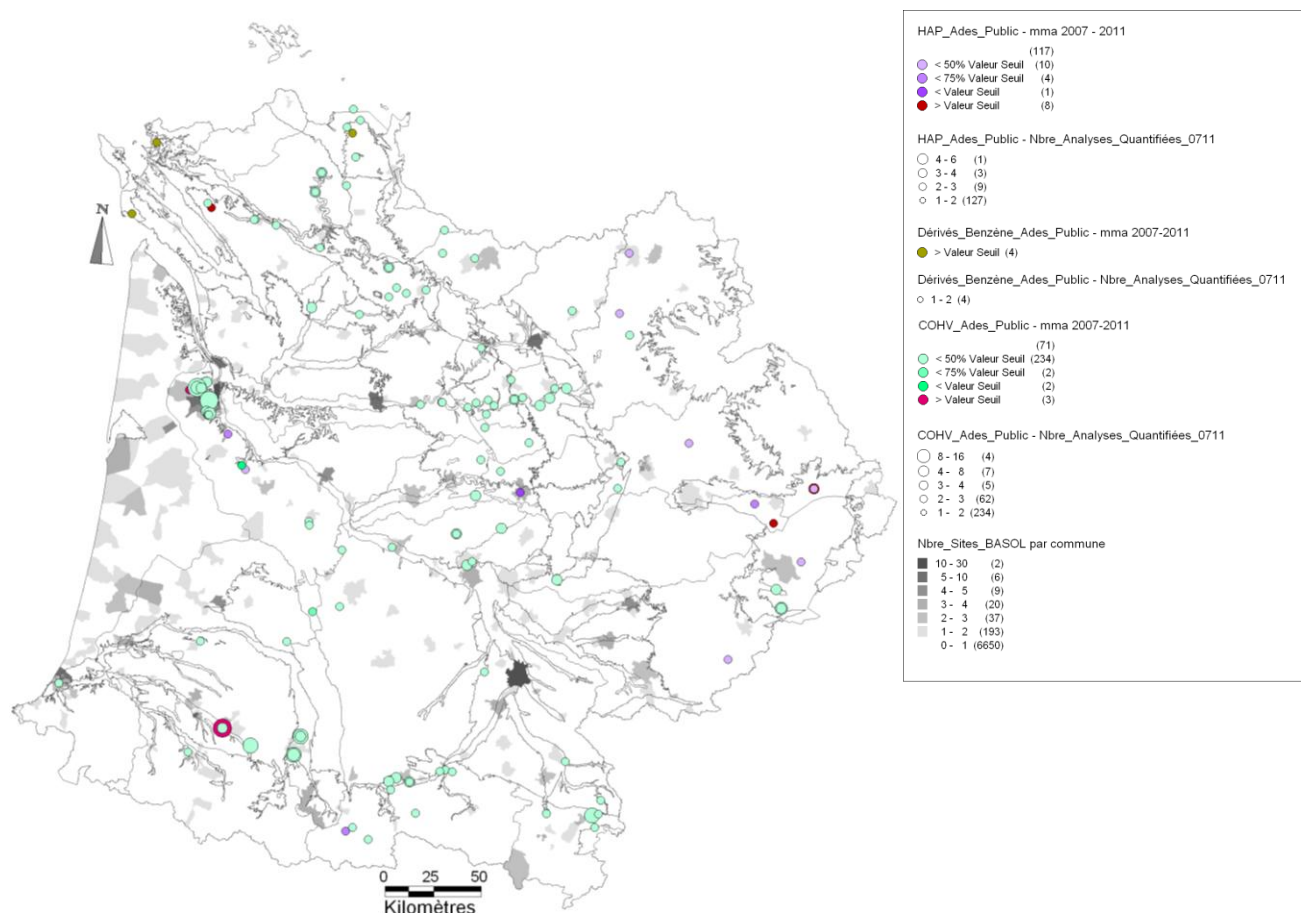 HAP_Ades_Public - mma 2007 - 2011
(117)
< 50% Valeur Seuil (10)
< 75% Valeur Seuil (4)
< Valeur Seuil (1)
> Valeur Seuil (8)
HAP_Ades_Public - Nbre_Analyses_Quantifiées_0711
4 - 6 (1)
3 - 4 (3)
2 - 3 (9)
1 - 2 (127)
Dérivés_Benzène_Ades_Public - mma 2007-2011
> Valeur Seuil (4)
Dérivés_Benzène_Ades_Public - Nbre_Analyses_Quantifiées_0711
1 - 2 (4)
COHV_Ades_Public - mma 2007-2011
(71)
< 50% Valeur Seuil (234)
< 75% Valeur Seuil (2)
< Valeur Seuil (2)
> Valeur Seuil (3)
COHV_Ades_Public - Nbre_Analyses_Quantifiées_0711
8 - 16 (4)
4 - 8 (7)
3 - 4 (5)
2 - 3 (62)
1 - 2 (234)
Nbre_Sites_BASOL par commune
10 - 30 (2)
5 - 10 (6)
4 - 5 (9)
3 - 4 (20)
2 - 3 (37)
1 - 2 (193)
0 - 1 (6650)
N
0 25 50
Kilomètres